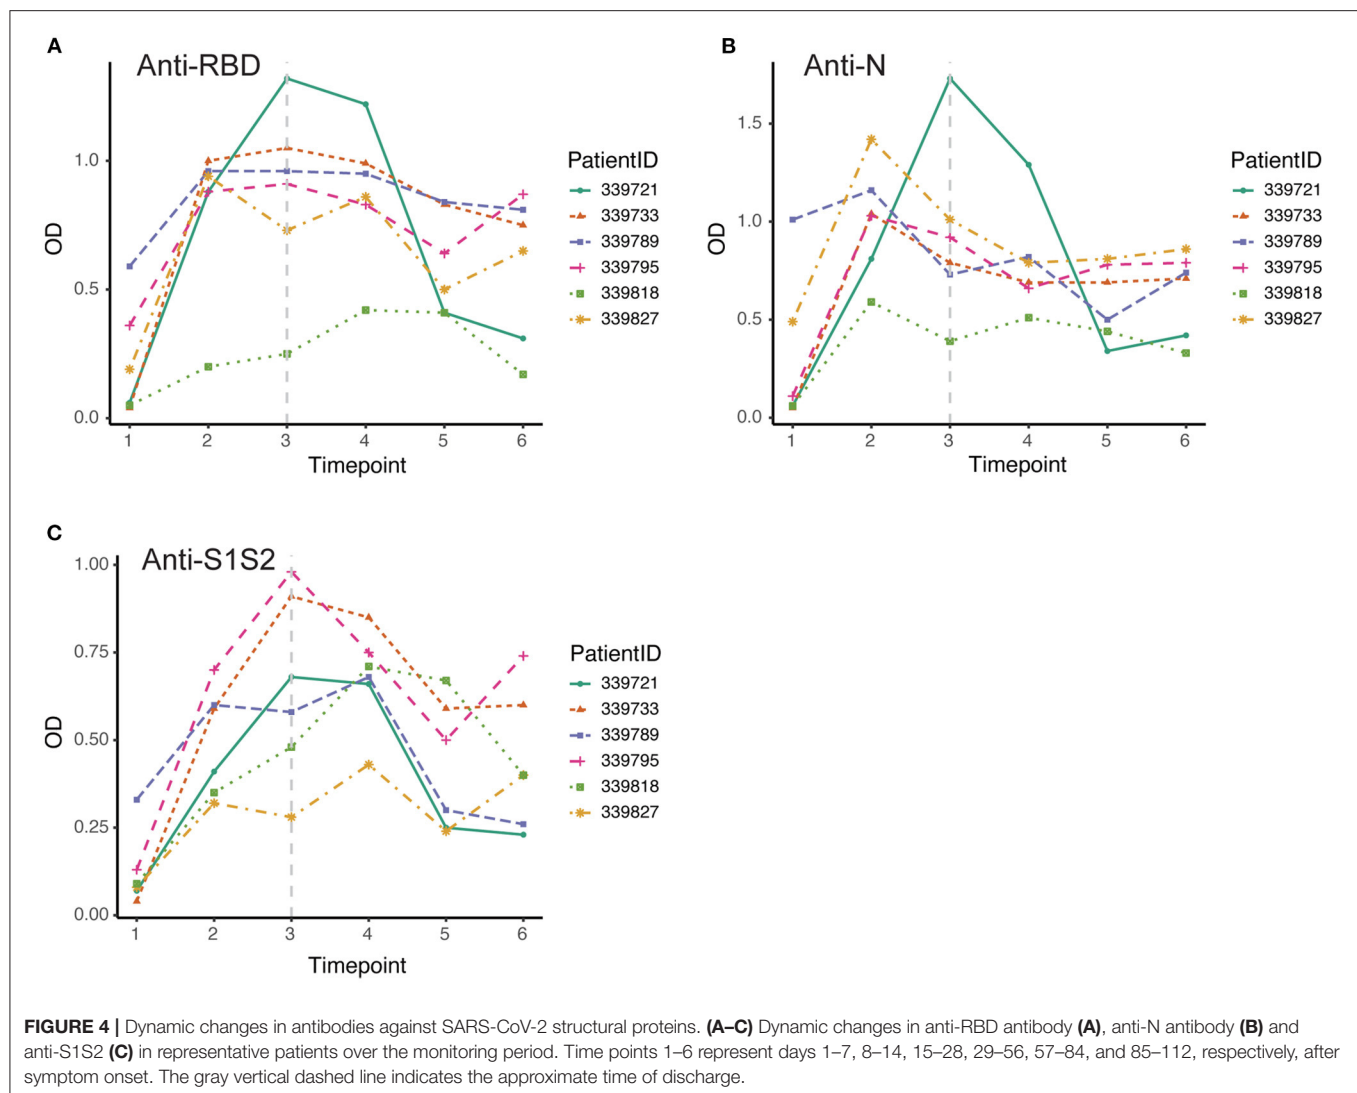 A
Anti-RBD
1.0
0.5
0.0
OD
1 2 3 4 5 6
Timepoint
PatientID
339721
339733
339789
339795
339818
339827
B
Anti-N
1.5
1.0
0.5
0.0
OD
1 2 3 4 5 6
Timepoint
PatientID
339721
339733
339789
339795
339818
339827
C
Anti-S1S2
1.00
0.75
0.50
0.25
0.00
OD
1 2 3 4 5 6
Timepoint
PatientID
339721
339733
339789
339795
339818
339827
FIGURE 4 | Dynamic changes in antibodies against SARS-CoV-2 structural proteins. (A–C) Dynamic changes in anti-RBD antibody (A), anti-N antibody (B) and
anti-S1S2 (C) in representative patients over the monitoring period. Time points 1–6 represent days 1–7, 8–14, 15–28, 29–56, 57–84, and 85–112, respectively, after
symptom onset. The gray vertical dashed line indicates the approximate time of discharge.